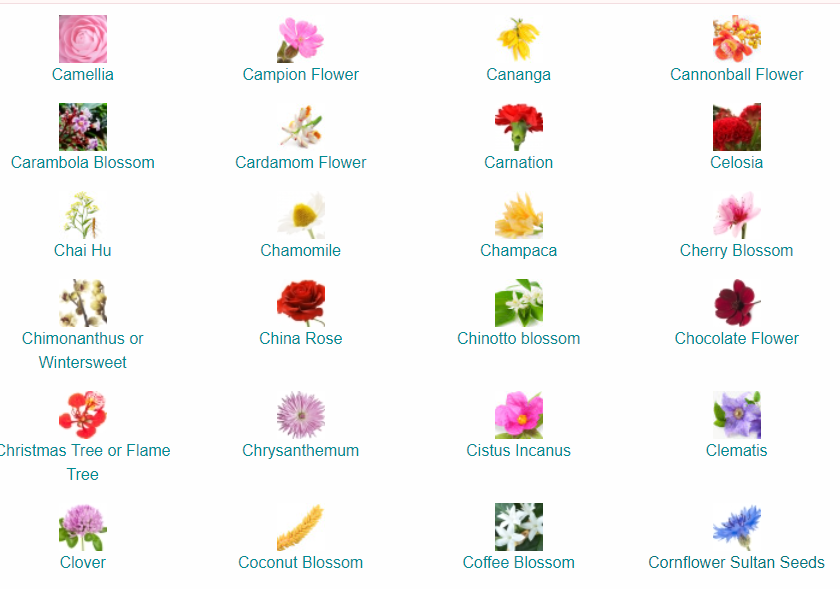 Camellia
Campion Flower
Cananga
Cannonball Flower
Carambola Blossom
Cardamom Flower
Carnation
Celosia
Chai Hu
Chamomile
Champaca
Cherry Blossom
Chimonanthus or
Wintersweet
China Rose
Chinotto blossom
Chocolate Flower
Christmas Tree or Flame
Tree
Chrysanthemum
Cistus Incanus
Clematis
Clover
Coconut Blossom
Coffee Blossom
Cornflower Sultan Seeds